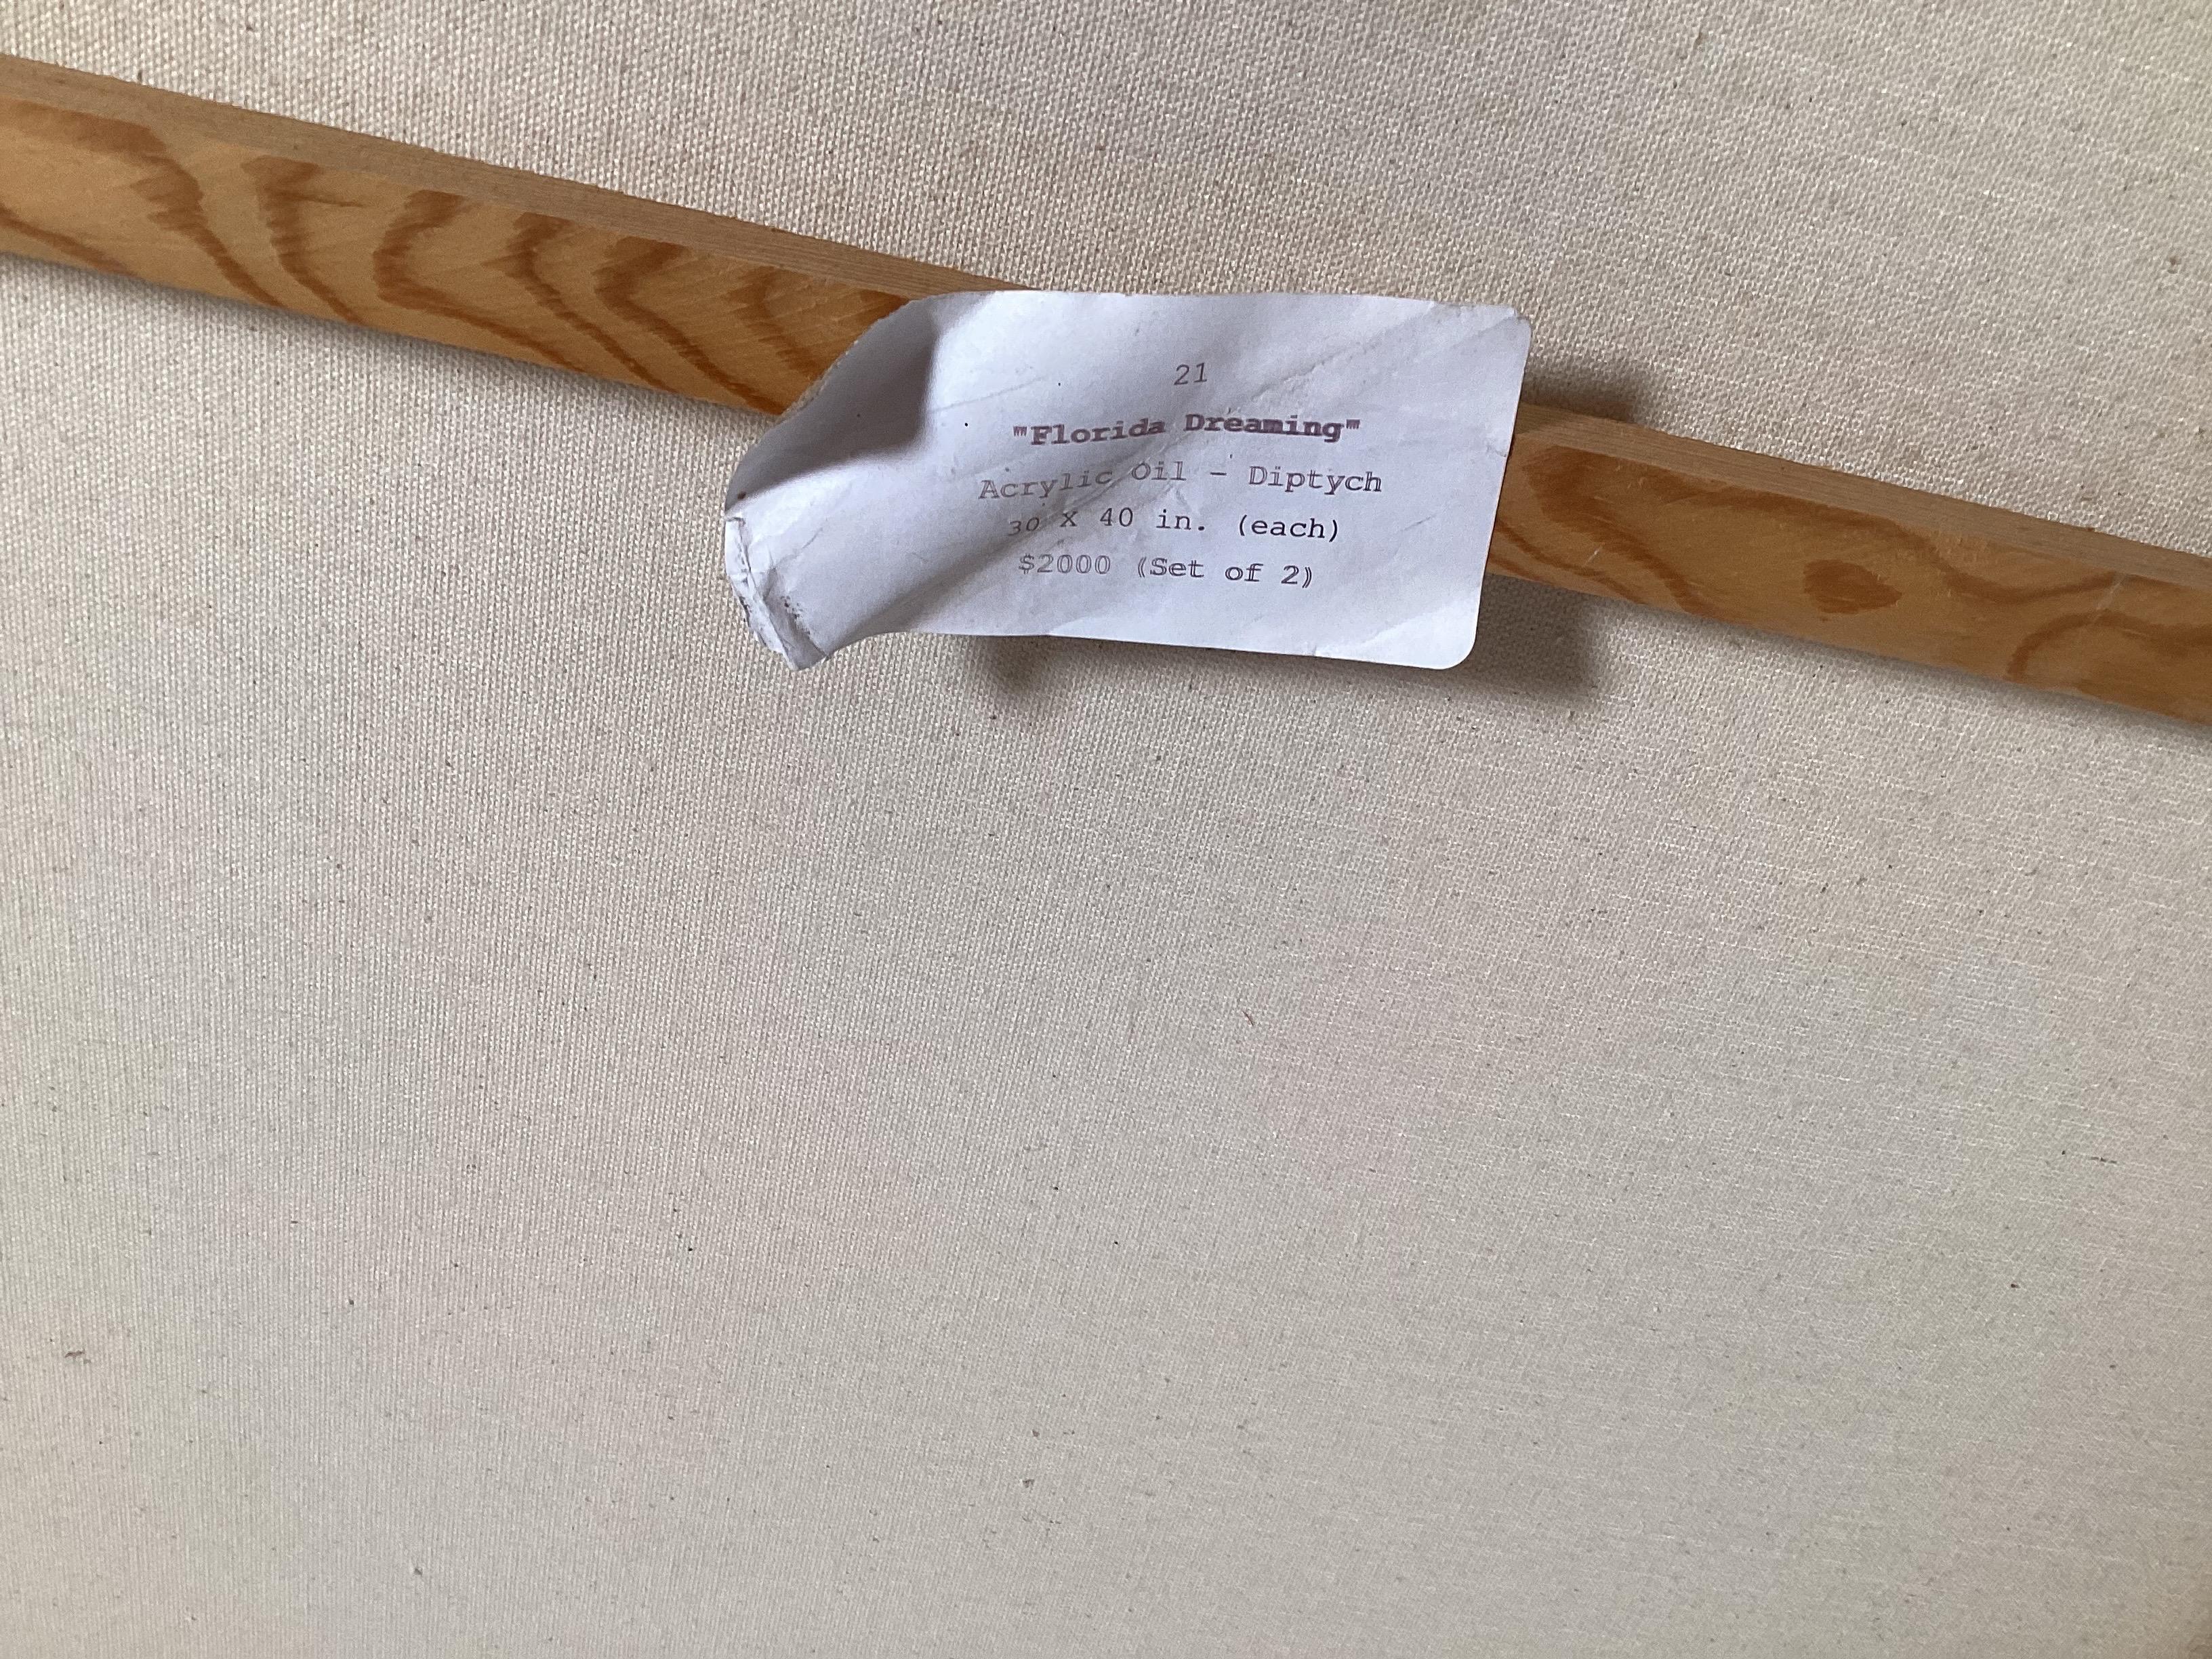 21
"Florida Dreaming"
Acrylic Oil - Diptych
30 X 40 in. (each)
$2000 (Set of 2)